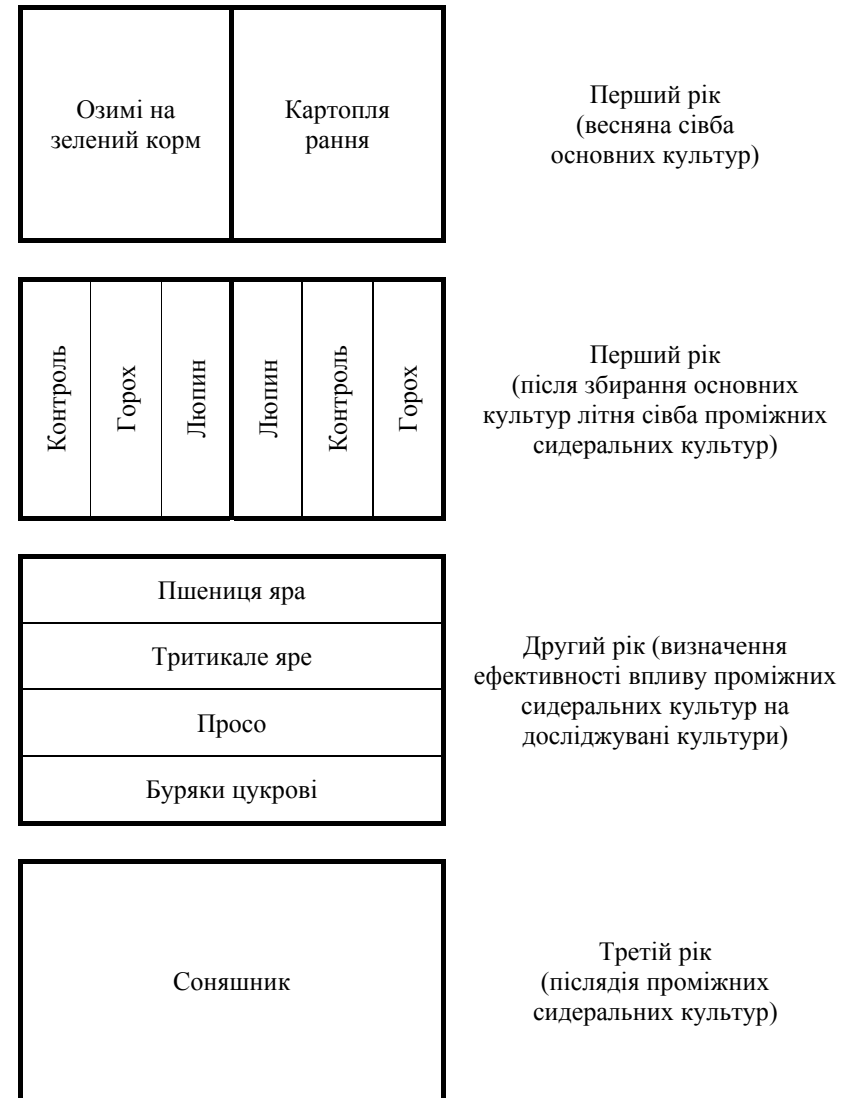 Озимі на
зелений корм
Картопля
рання
Перший рік
(весняна сівба
основних культур)
Контроль
Горох
Люпин
Люпин
Контроль
Горох
Перший рік
(після збирання основних
культур літня сівба проміжних
сидеральних культур)
Пшениця яра
Тритикале яре
Просо
Буряки цукрові
Другий рік (визначення
ефективності впливу проміжних
сидеральних культур на
досліджувані культури)
Соняшник
Третій рік
(післядія проміжних
сидеральних культур)